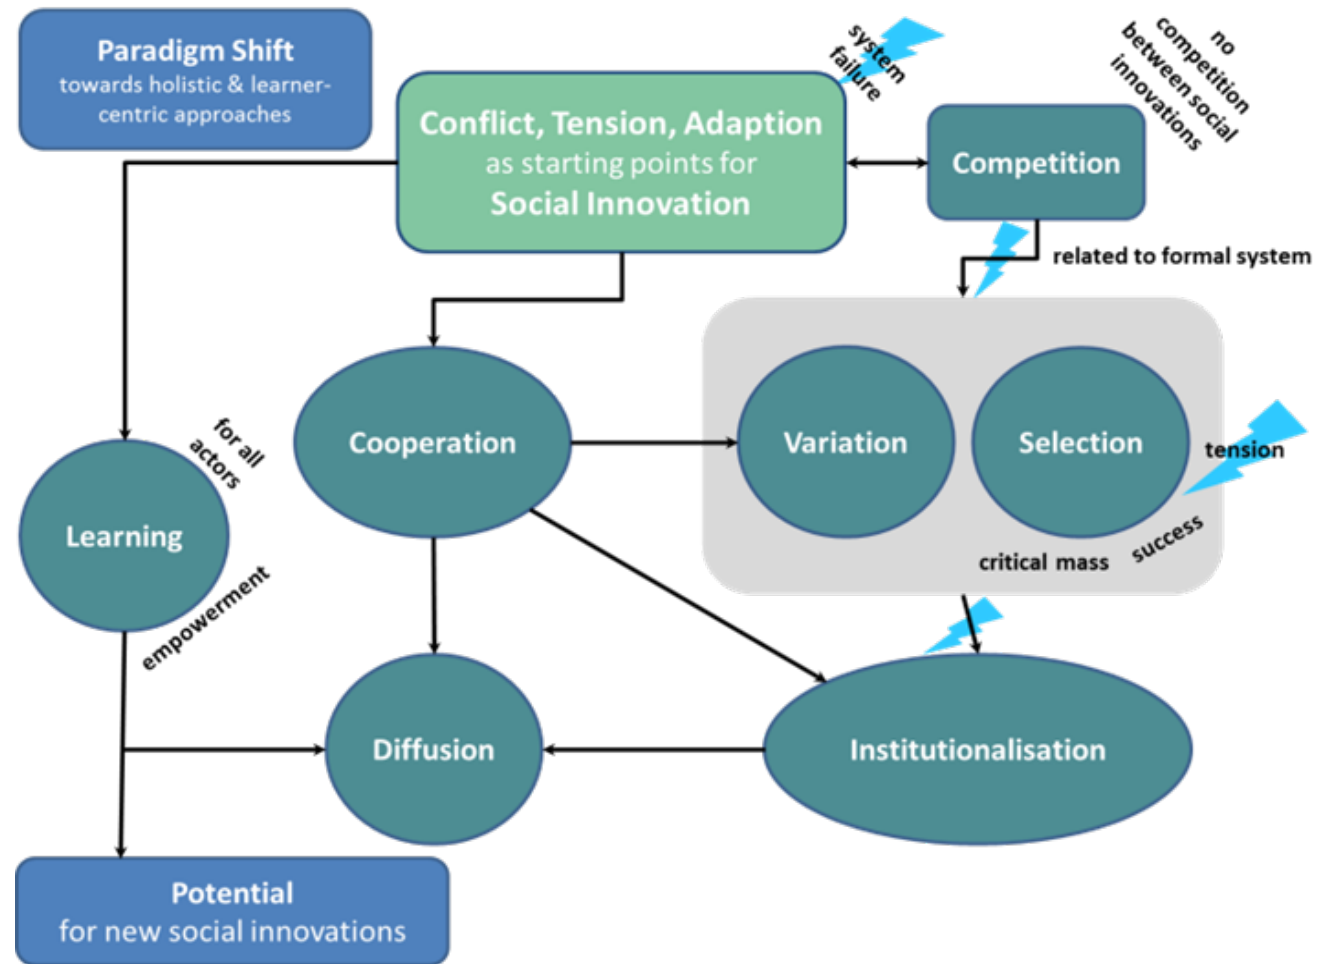 Paradigm Shift
towards holistic & learner-
centric approaches
Conflict, Tension, Adaption
as starting points for
Social Innovation
system
failure
no
competition
between social
innovations
Competition
related to formal system
Cooperation
Variation
Selection
tension
success
critical mass
for all
actors
Learning
empowerment
Diffusion
Institutionalisation
Potential
for new social innovations